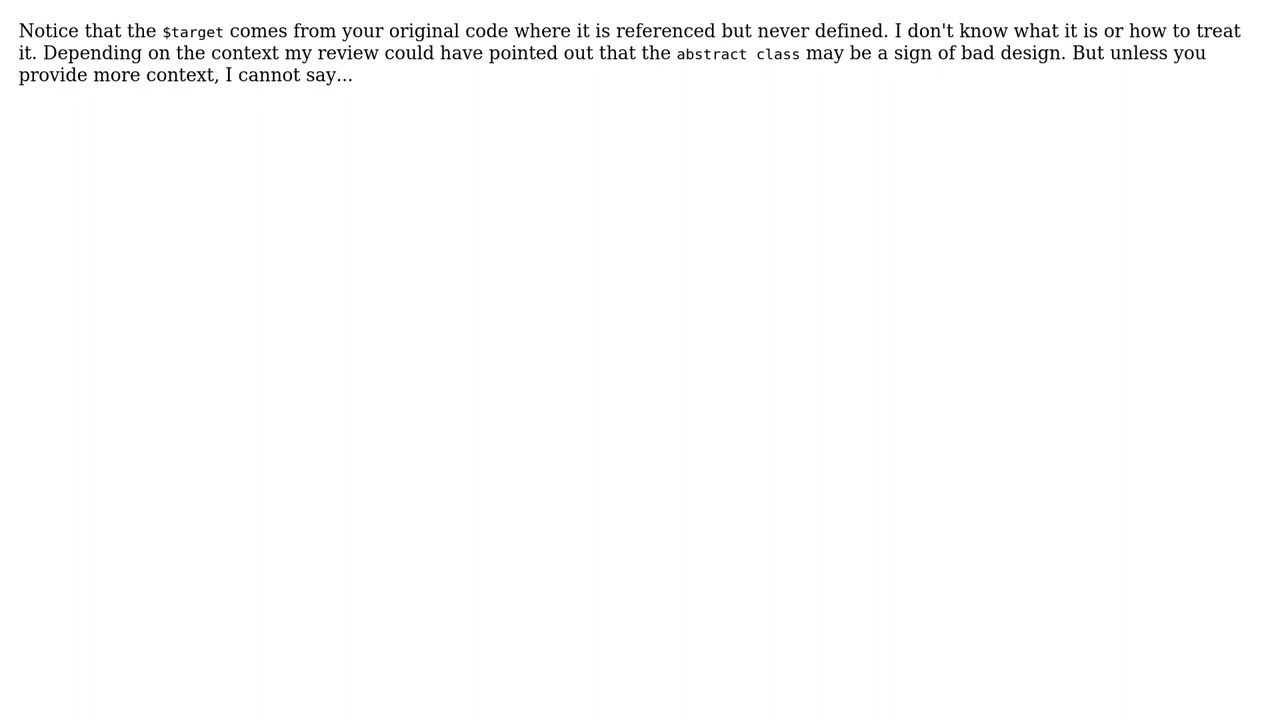 Notice that the $target comes from your original code where it is referenced but never defined. I don't know what it is or how to treat
it. Depending on the context my review could have pointed out that the abstract class may be a sign of bad design. But unless you
provide more context, I cannot say...